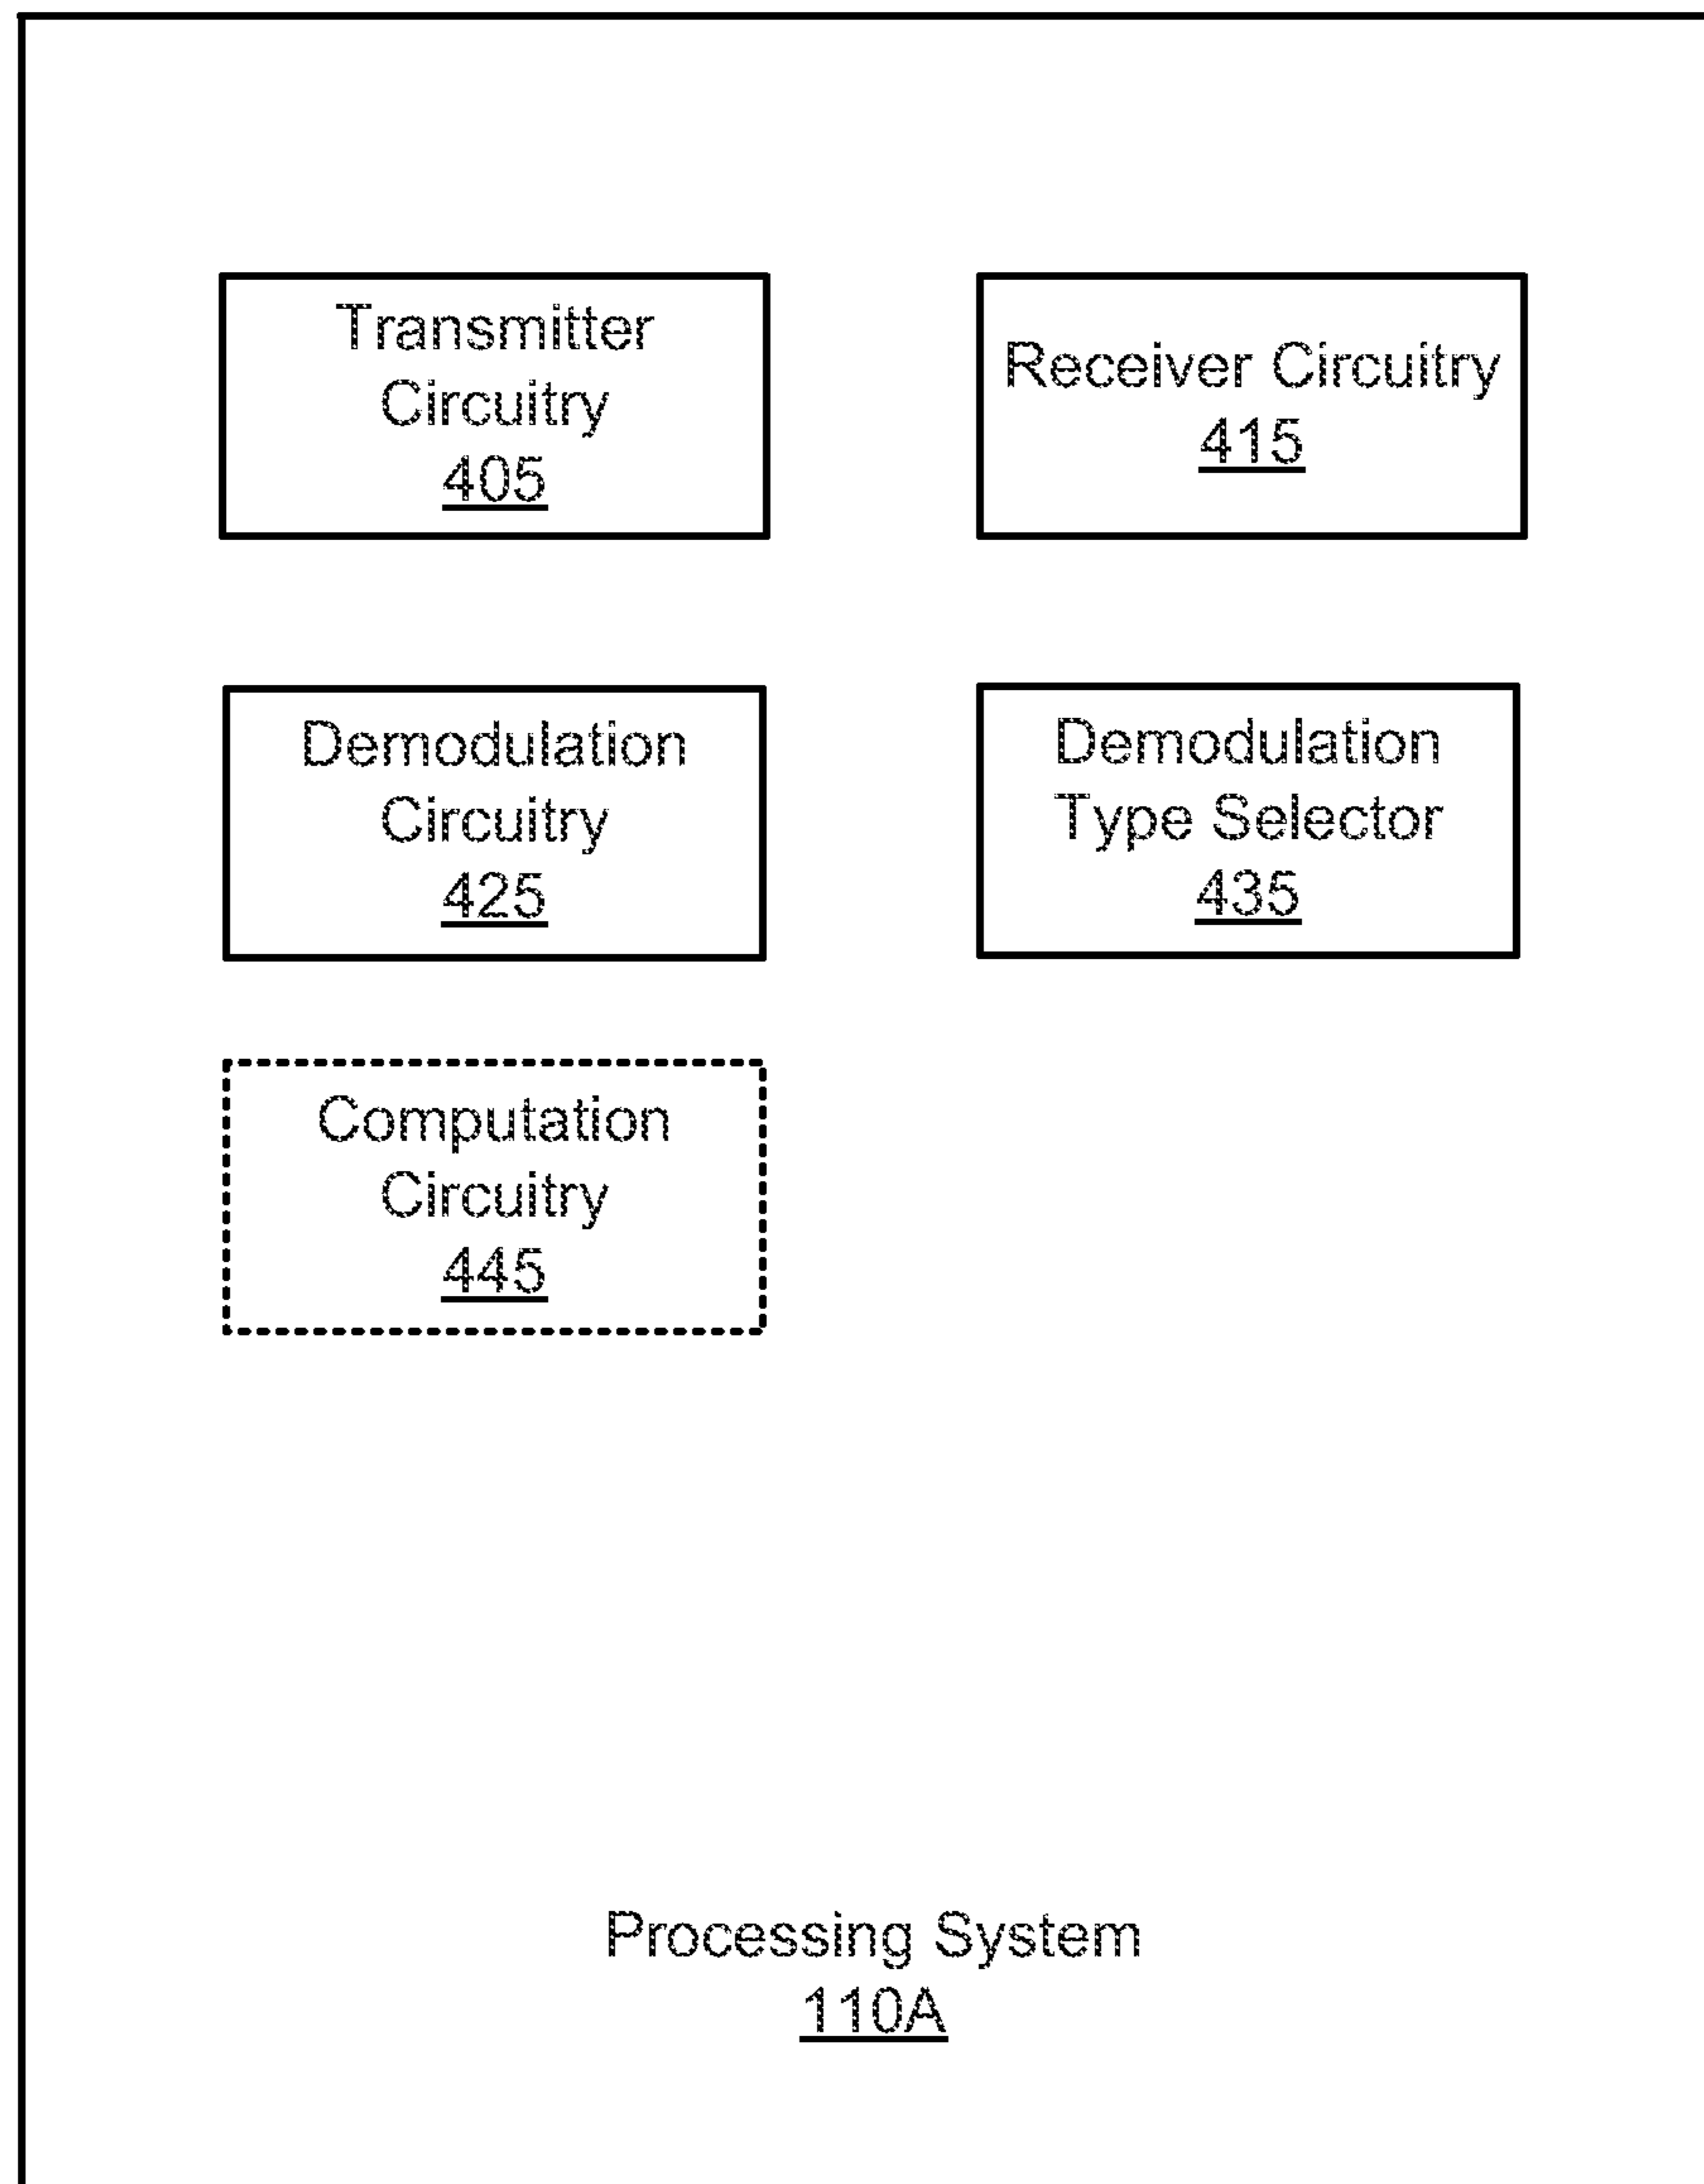 Transmitter
Circuitry
405
Receiver Circuitry
415
Demodulation
Circuitry
425
Demodulation
Type Selector
435
Computation
Circuitry
445
Processing System
110A